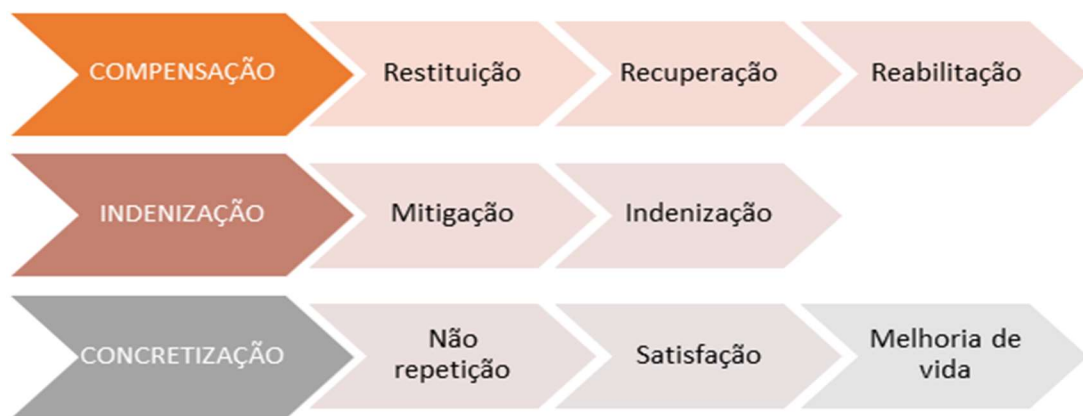 COMPENSAÇÃO
Restituição
Recuperação
Reabilitação
INDENIZAÇÃO
Mitigação
Indenização
CONCRETIZAÇÃO
Não
repetição
Satisfação
Melhoria de
vida